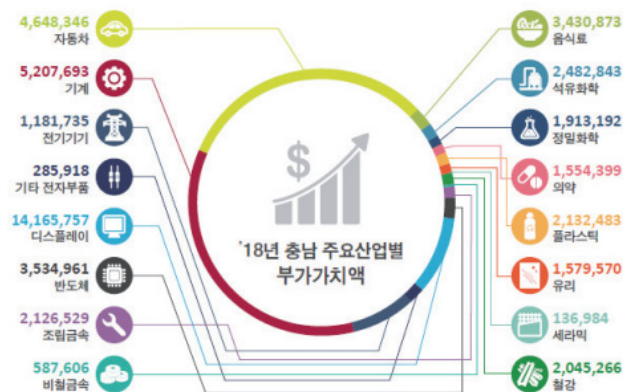 4,648,346
자동차
5,207,693
기계
1,181,735
전기기기
285,918
기타 전자부품
14,165,757
디스플레이
3,534,961
반도체
2,126,529
조립금속
587,606
비철금속
$
'18년 충남 주요산업별
부가가치액
3,430,873
음식료
2,482,843
석유화학
1,913,192
정밀화학
1,554,399
의약
2,132,483
플라스틱
1,579,570
유리
136,984
세라믹
2,045,266
철강